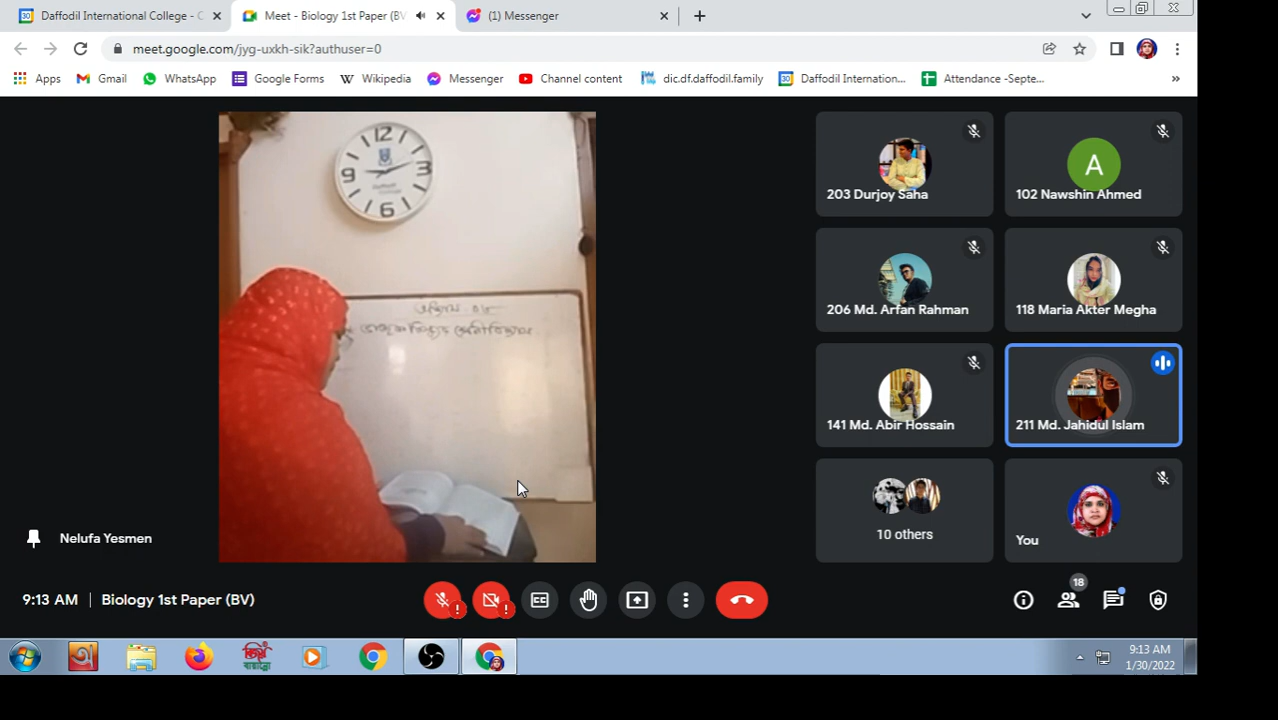 Daffodil International College - C
Meet - Biology 1st Paper (BV)
(1) Messenger
meet.google.com/jyg-uxkh-sik?authuser=0
Apps
Gmail
WhatsApp
Google Forms
Wikipedia
Messenger
Channel content
dic.df.daffodil.family
Daffodil Internation...
Attendance -Septe...
»
12
9
3
6
203 Durjoy Saha
A
102 Nawshin Ahmed
206 Md. Arfan Rahman
118 Maria Akter Megha
141 Md. Abir Hossain
211 Md. Jahidul Islam
10 others
You
Nelufa Yesmen
9:13 AM | Biology 1st Paper (BV)
18
9:13 AM
1/30/2022